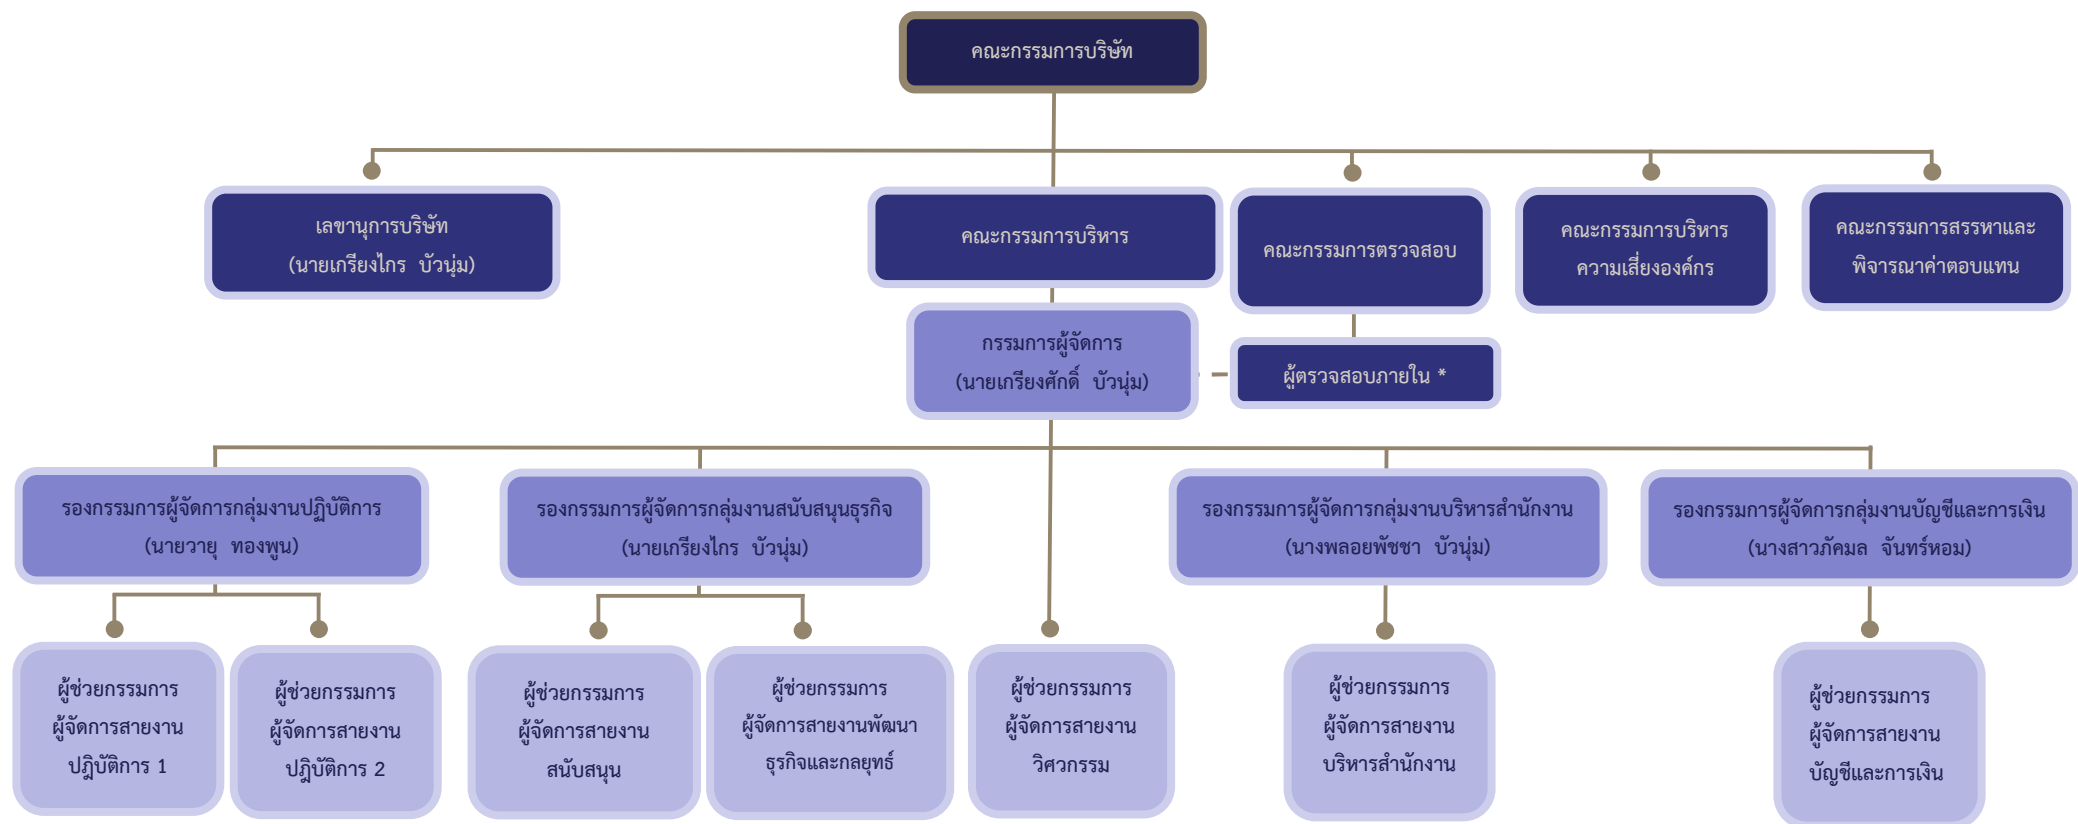 คณะกรรมการบริษัท
เลขานุการบริษัท
(นายเกรียงไกร บัวนุ่ม)
คณะกรรมการบริหาร
คณะกรรมการตรวจสอบ
คณะกรรมการบริหาร
ความเสี่ยงองค์กร
คณะกรรมการสรรหาและ
พิจารณาค่าตอบแทน
กรรมการผู้จัดการ
(นายเกรียงศักดิ์ บัวนุ่ม)
ผู้ตรวจสอบภายใน *
รองกรรมการผู้จัดการกลุ่มงานปฏิบัติการ
(นายวายุ ทองพูน)
รองกรรมการผู้จัดการกลุ่มงานสนับสนุนธุรกิจ
(นายเกรียงไกร บัวนุ่ม)
รองกรรมการผู้จัดการกลุ่มงานบริหารสำนักงาน
(นางพลอยพัชชา บัวนุ่ม)
รองกรรมการผู้จัดการกลุ่มงานบัญชีและการเงิน
(นางสาวภัคมล จันทร์หอม)
ผู้ช่วยกรรมการ
ผู้จัดการสายงาน
ปฎิบัติการ 1
ผู้ช่วยกรรมการ
ผู้จัดการสายงาน
ปฎิบัติการ 2
ผู้ช่วยกรรมการ
ผู้จัดการสายงาน
สนับสนุน
ผู้ช่วยกรรมการ
ผู้จัดการสายงานพัฒนา
ธุรกิจและกลยุทธ์
ผู้ช่วยกรรมการ
ผู้จัดการสายงาน
วิศวกรรม
ผู้ช่วยกรรมการ
ผู้จัดการสายงาน
บริหารสำนักงาน
ผู้ช่วยกรรมการ
ผู้จัดการสายงาน
บัญชีและการเงิน